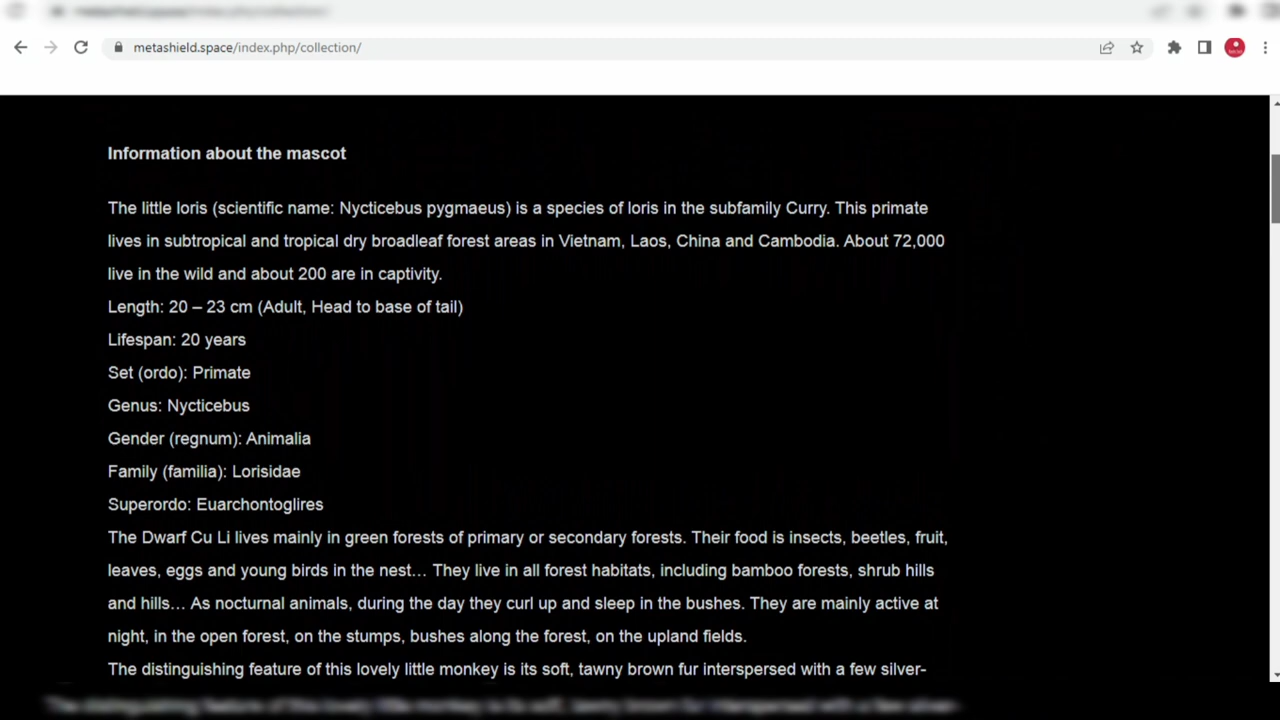 metashield.space/index.php/collection/
Information about the mascot
The little loris (scientific name: Nycticebus pygmaeus) is a species of loris in the subfamily Curry. This primate
lives in subtropical and tropical dry broadleaf forest areas in Vietnam, Laos, China and Cambodia. About 72,000
live in the wild and about 200 are in captivity.
Length: 20 – 23 cm (Adult, Head to base of tail)
Lifespan: 20 years
Set (ordo): Primate
Genus: Nycticebus
Gender (regnum): Animalia
Family (familia): Lorisidae
Superordo: Euarchontoglires
The Dwarf Cu Li lives mainly in green forests of primary or secondary forests. Their food is insects, beetles, fruit,
leaves, eggs and young birds in the nest… They live in all forest habitats, including bamboo forests, shrub hills
and hills… As nocturnal animals, during the day they curl up and sleep in the bushes. They are mainly active at
night, in the open forest, on the stumps, bushes along the forest, on the upland fields.
The distinguishing feature of this lovely little monkey is its soft, tawny brown fur interspersed with a few silver-